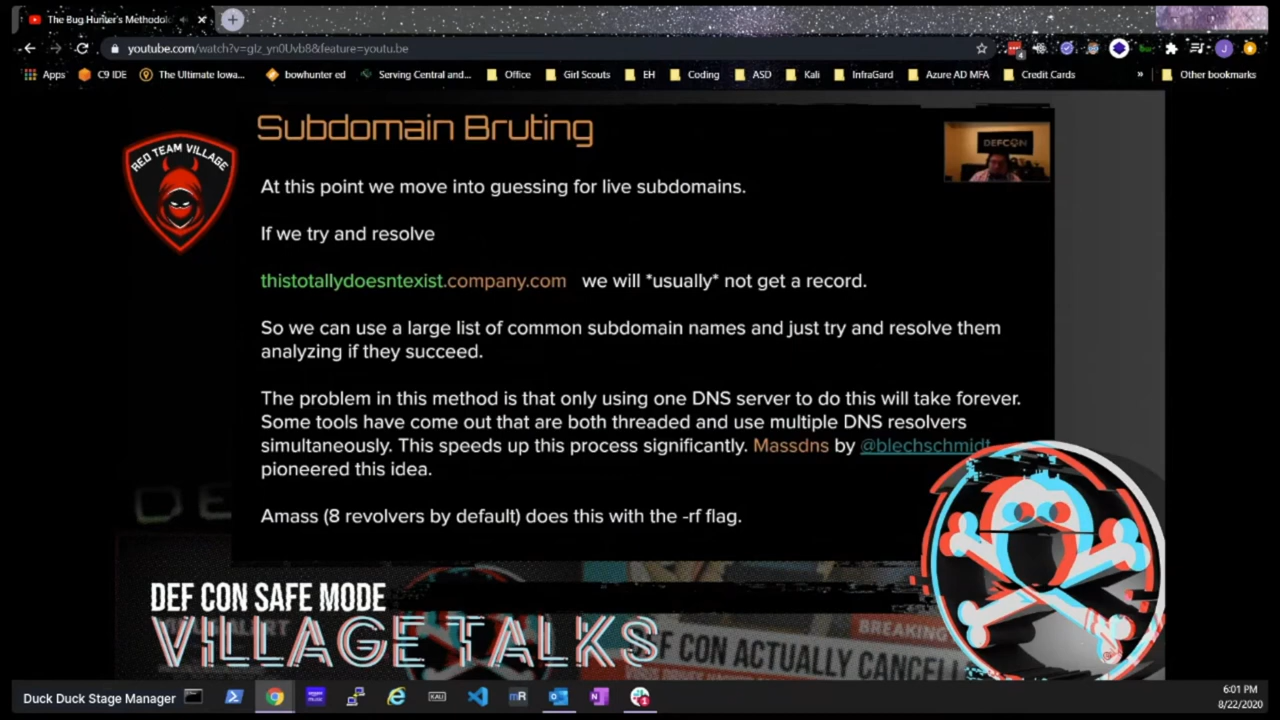 The Bug Hunter's Methodol
youtube.com/watch?v=glz_yn0Uvb8&feature=youtu.be
Apps C9 IDE The Ultimate Iowa... bowhunter ed Serving Central and... Office Girl Scouts EH Coding ASD Kali InfraGard Azure AD MFA Credit Cards » Other bookmarks
Subdomain Bruting
RED TEAM VILLAGE
DEFCON
At this point we move into guessing for live subdomains.
If we try and resolve
thistotallydoesntexist.company.com we will *usually* not get a record.
So we can use a large list of common subdomain names and just try and resolve them
analyzing if they succeed.
The problem in this method is that only using one DNS server to do this will take forever.
Some tools have come out that are both threaded and use multiple DNS resolvers
simultaneously. This speeds up this process significantly. Massdns by @blechschmidt
pioneered this idea.
Amass (8 revolvers by default) does this with the -rf flag.
DE
DEF CON SAFE MODE
VILLAGE TALKS
BREAKING
DEF CON ACTUALLY CANCELL
Duck Duck Stage Manager
KALI
mR
6:01 PM
8/22/2020